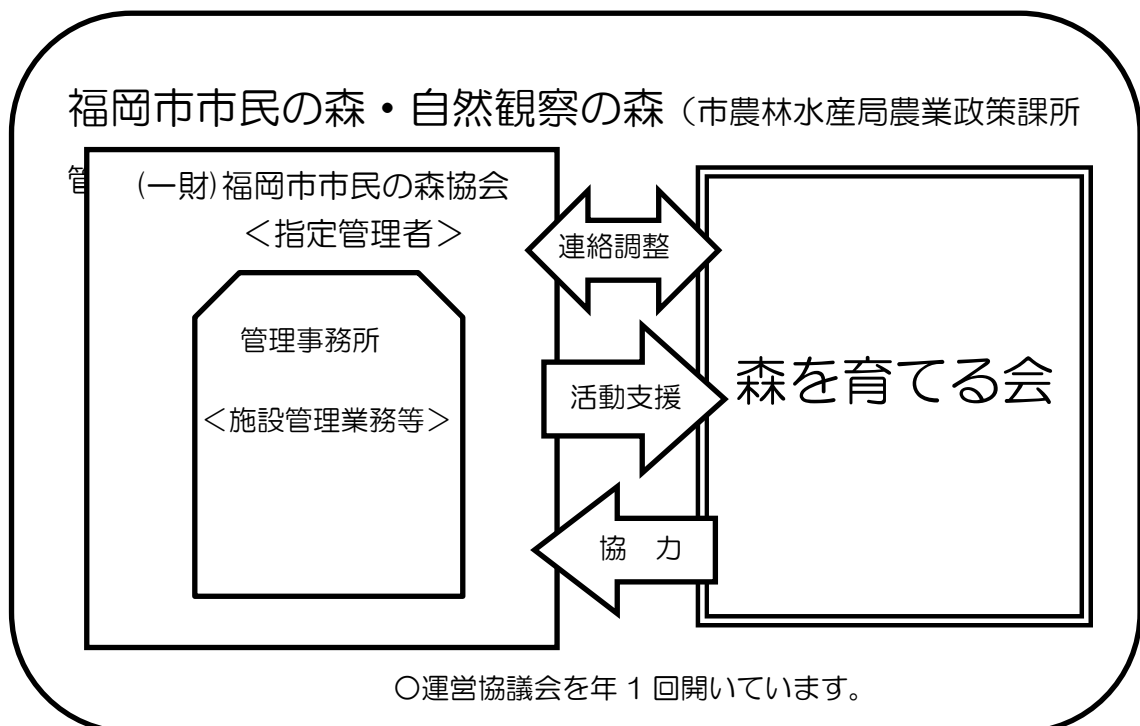 福岡市市民の森・自然観察の森（市農林水産局農業政策課所
(一財)福岡市市民の森協会
＜指定管理者＞
管理事務所
＜施設管理業務等＞
連絡調整
活動支援
協　力
森を育てる会
〇運営協議会を年 1 回開いています。